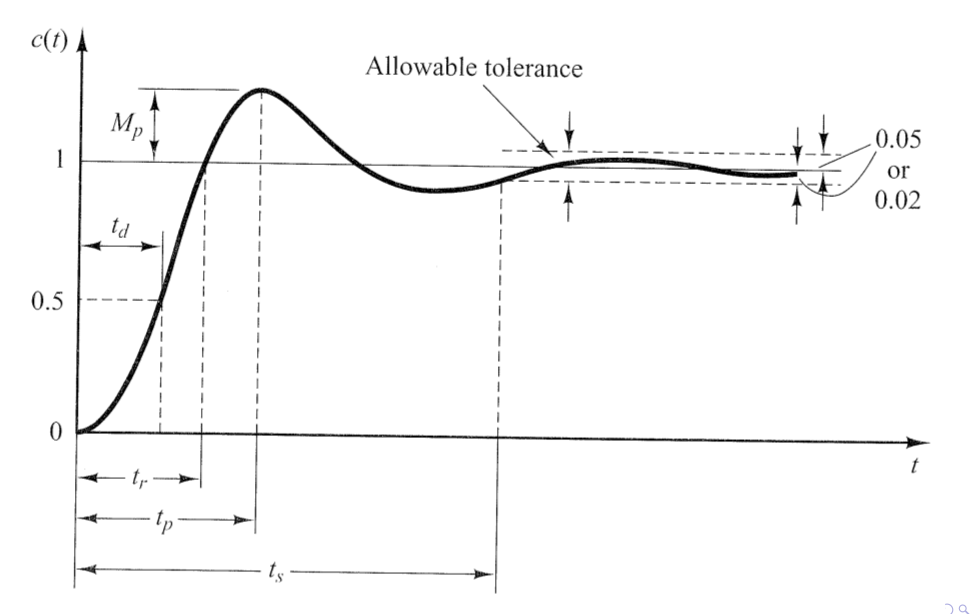 c(t)
Allowable tolerance
M_p
0.05
1
or
0.02
t_d
0.5
0
t
t_r
t_p
t_s